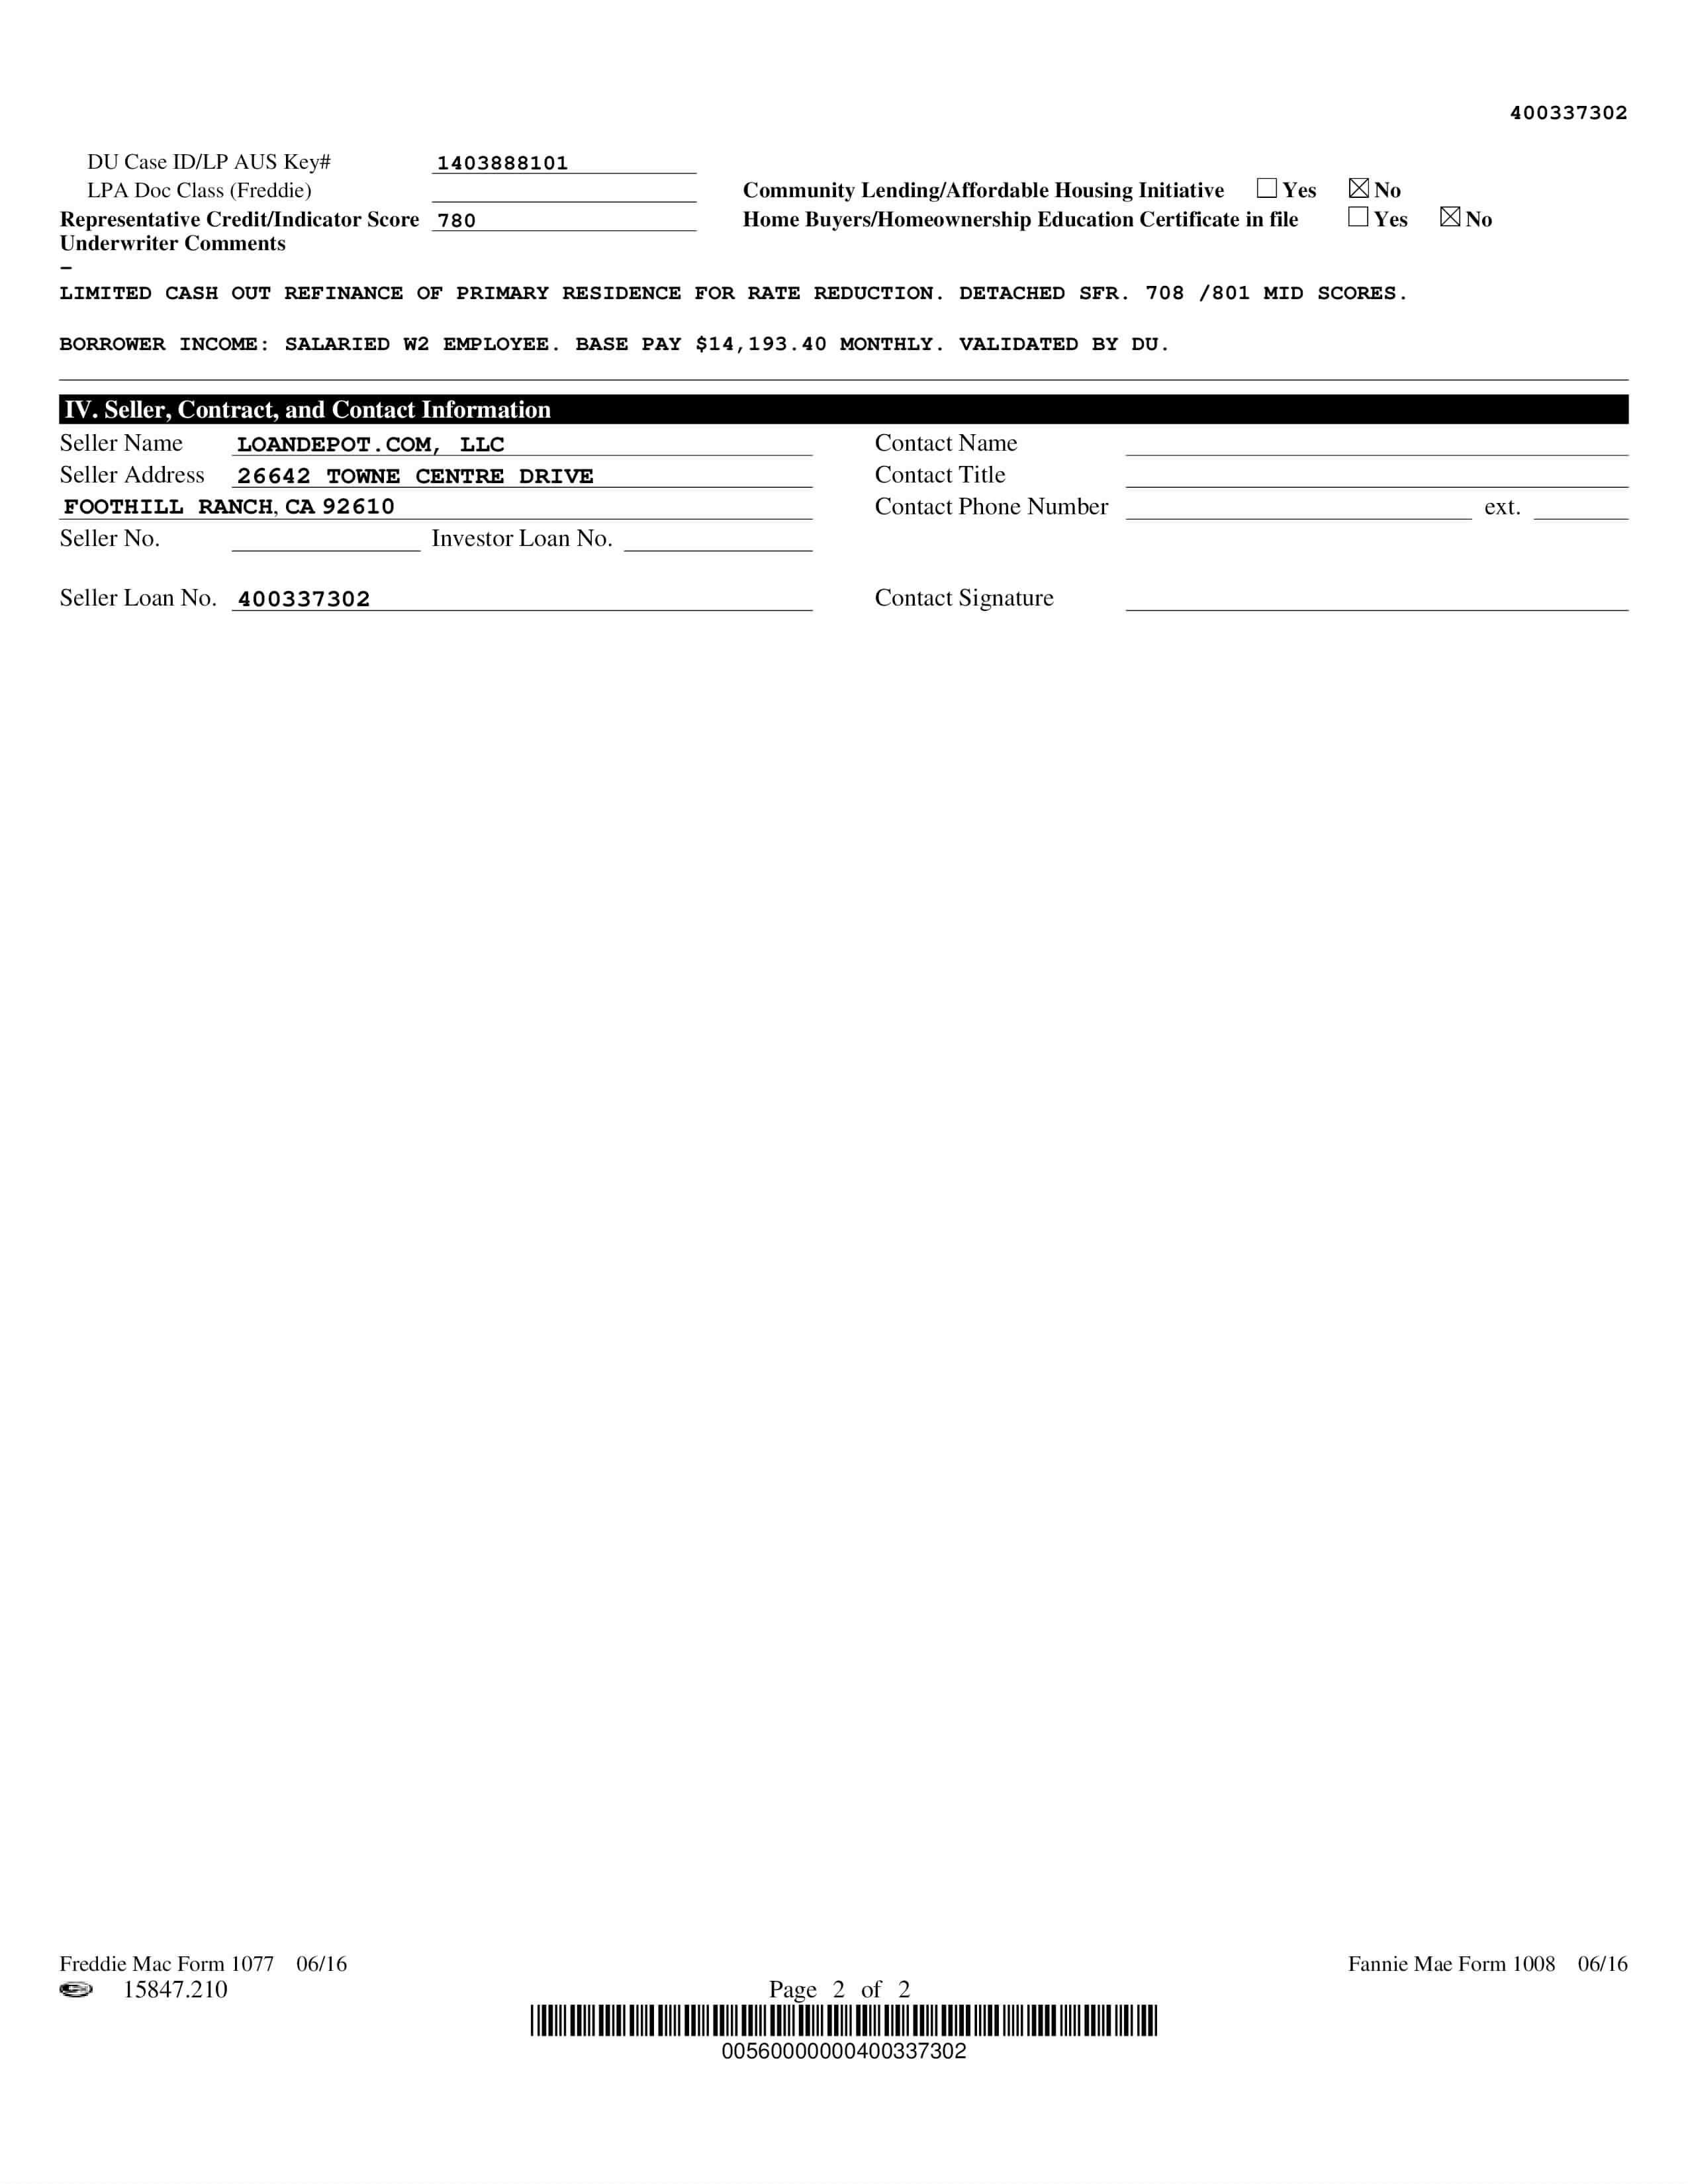 400337302
DU Case ID/LP AUS Key# 1403888101
LPA Doc Class (Freddie) Community Lending/Affordable Housing Initiative ☐ Yes ☒ No
Representative Credit/Indicator Score 780 Home Buyers/Homeownership Education Certificate in file ☐ Yes ☒ No
Underwriter Comments
–
LIMITED CASH OUT REFINANCE OF PRIMARY RESIDENCE FOR RATE REDUCTION. DETACHED SFR. 708 /801 MID SCORES.
BORROWER INCOME: SALARIED W2 EMPLOYEE. BASE PAY $14,193.40 MONTHLY. VALIDATED BY DU.
IV. Seller, Contract, and Contact Information
Seller Name LOANDEPOT.COM, LLC Contact Name
Seller Address 26642 TOWNE CENTRE DRIVE Contact Title
FOOTHILL RANCH, CA 92610 Contact Phone Number ext.
Seller No. Investor Loan No.
Seller Loan No. 400337302 Contact Signature
Freddie Mac Form 1077 06/16 Fannie Mae Form 1008 06/16
15847.210 Page 2 of 2
00560000000400337302